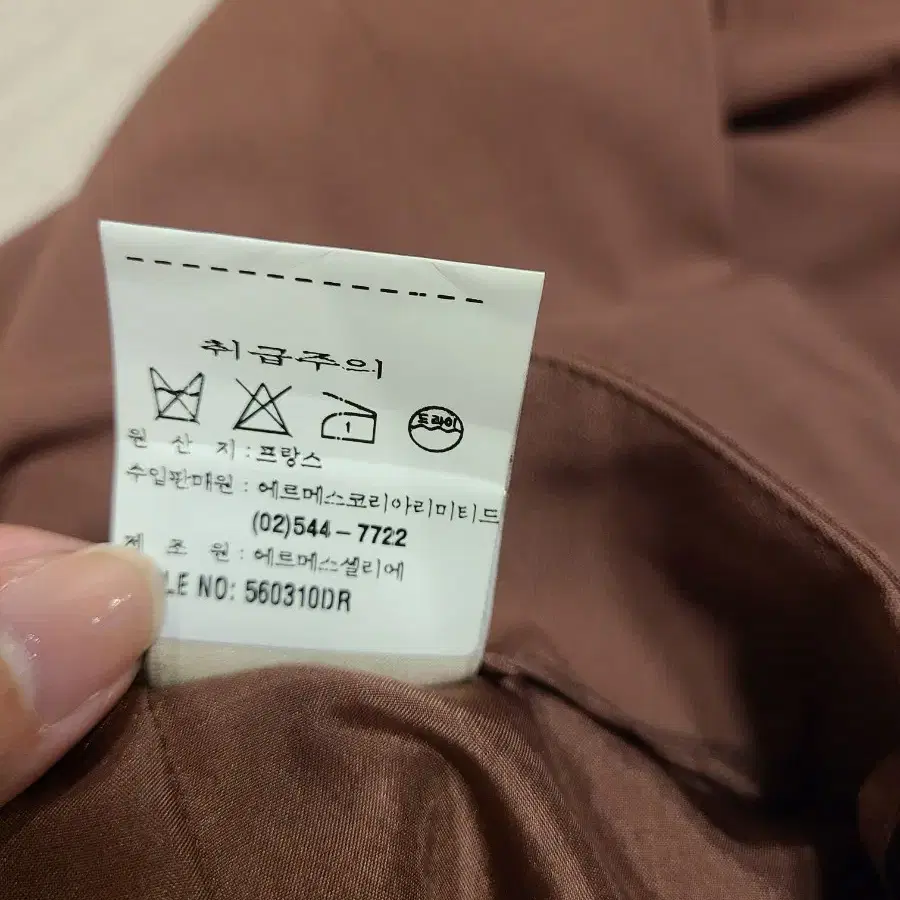 취급주의
1 드라이
원 산 지 : 프랑스
수입판매원 : 에르메스코리아리미티드
(02)544-7722
제 조 원 : 에르메스셀리에
LE NO: 560310DR